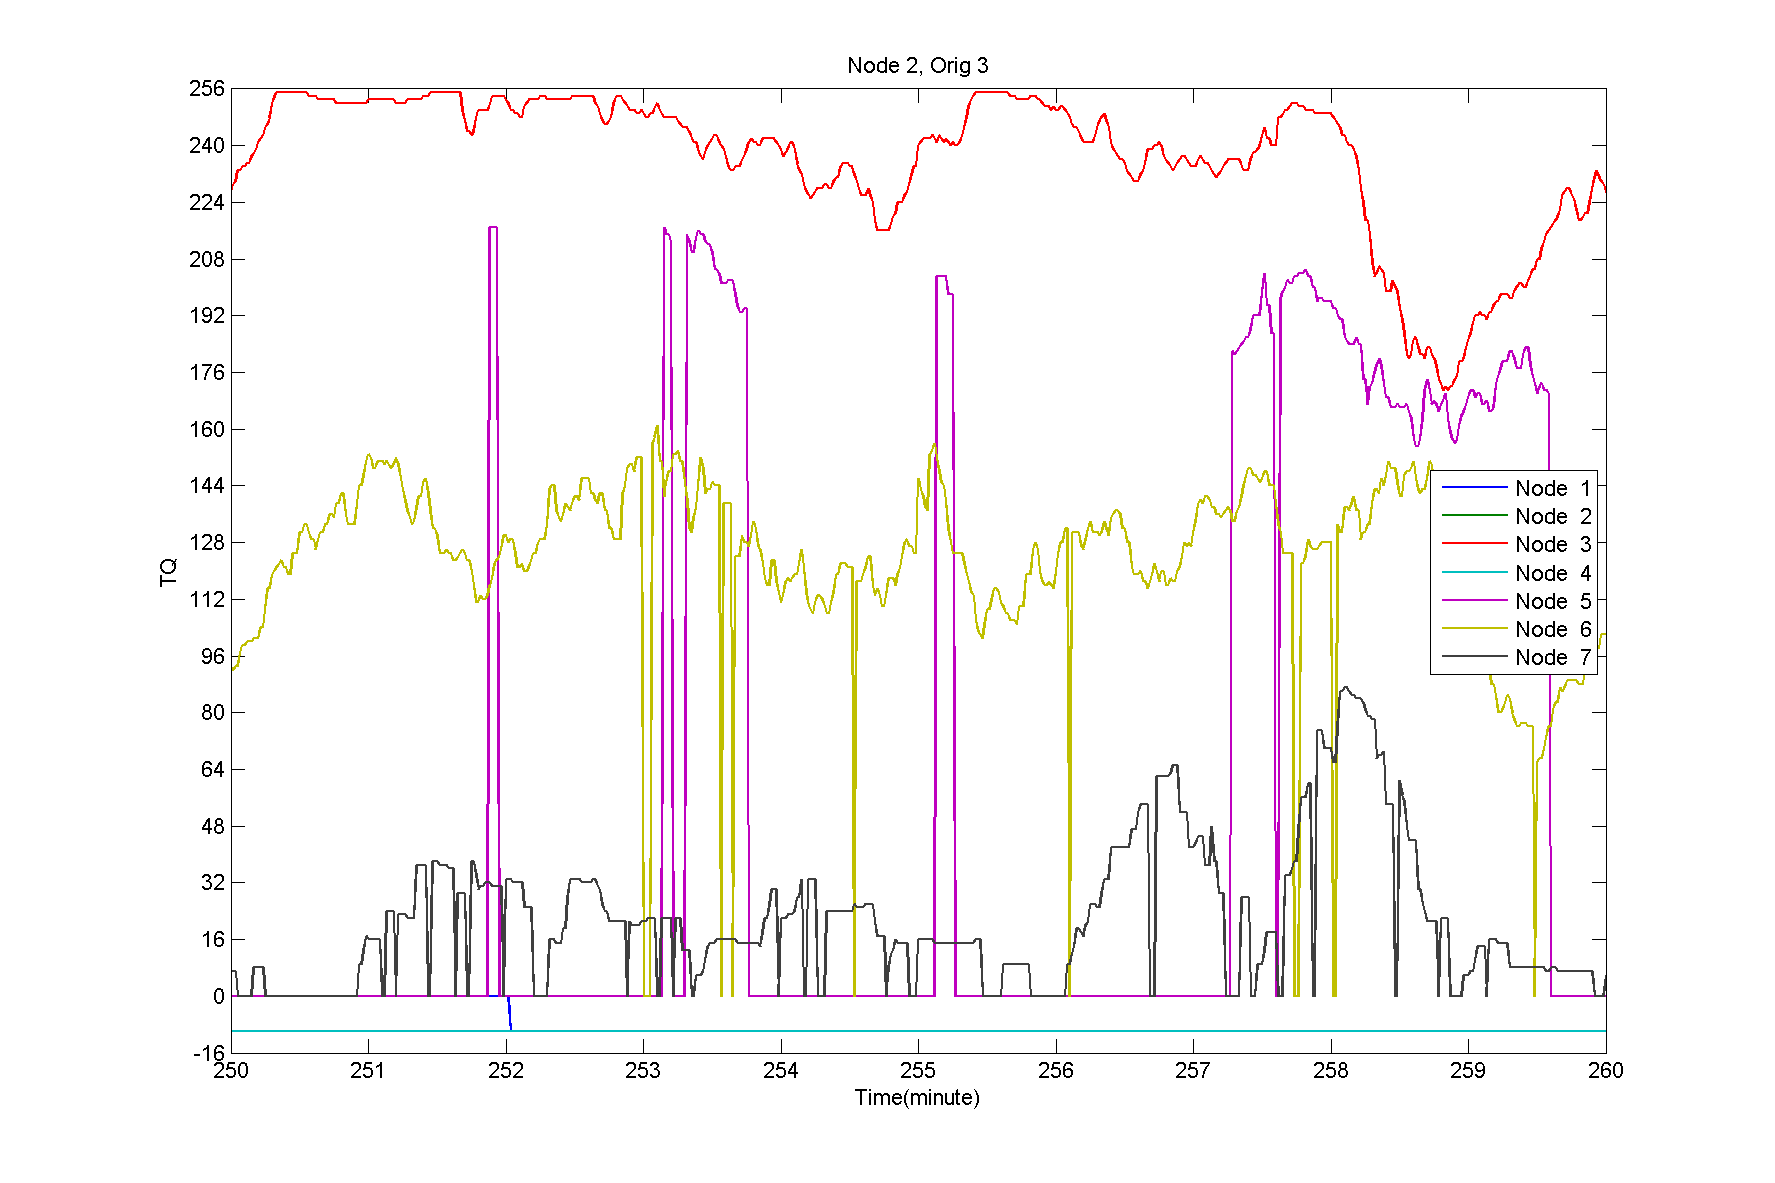 Node 2, Orig 3
256
240
224
208
192
176
160
144
128
112
96
80
64
48
32
16
0
-16
TQ
Node 1
Node 2
Node 3
Node 4
Node 5
Node 6
Node 7
250 251 252 253 254 255 256 257 258 259 260
Time(minute)